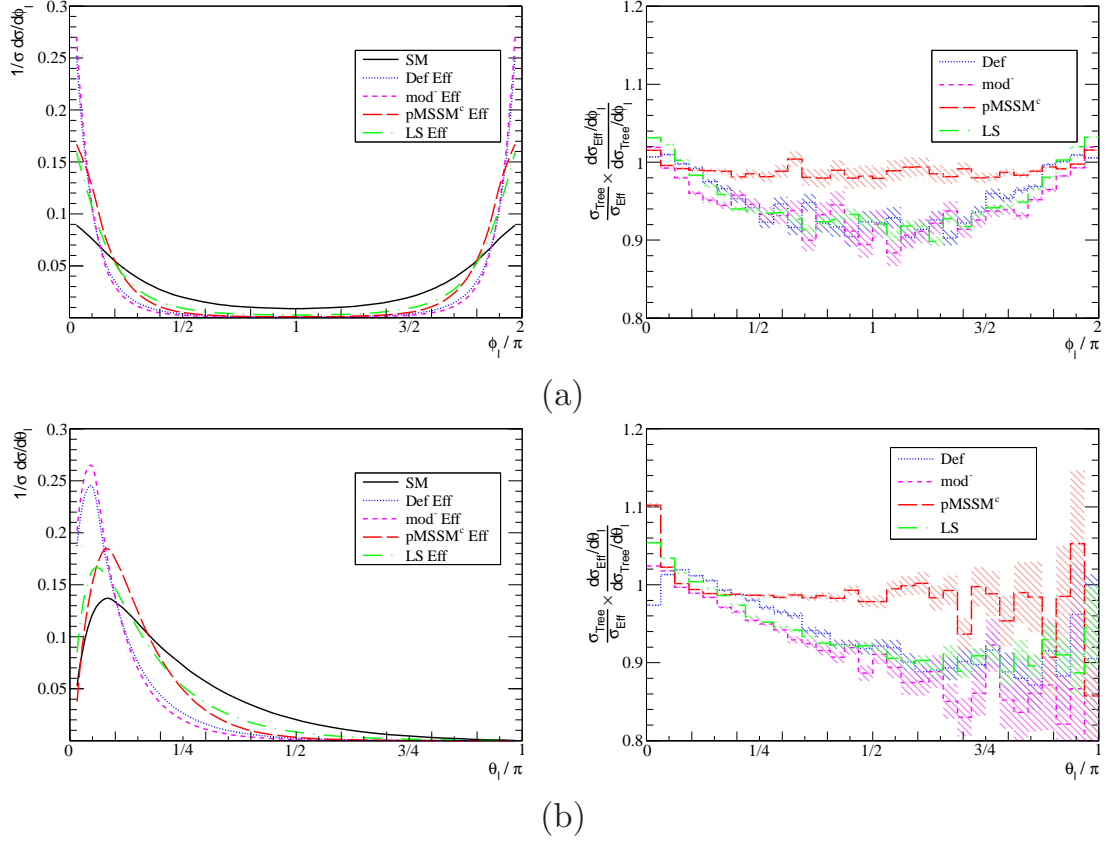 1/σ dσ/dϕ_l
0.3
0.25
0.2
0.15
0.1
0.05
SM
Def Eff
mod⁻ Eff
pMSSMᶜ Eff
LS Eff
0
1/2
1
3/2
2
ϕ_l / π
σ_Tree/σ_Eff × dσ_Eff/dϕ_l / dσ_Tree/dϕ_l
1.2
1.1
1
0.9
0.8
Def
mod⁻
pMSSMᶜ
LS
0
1/2
1
3/2
2
ϕ_l / π
(a)
1/σ dσ/dθ_l
0.3
0.25
0.2
0.15
0.1
0.05
SM
Def Eff
mod⁻ Eff
pMSSMᶜ Eff
LS Eff
0
1/4
1/2
3/4
1
θ_l / π
σ_Tree/σ_Eff × dσ_Eff/dθ_l / dσ_Tree/dθ_l
1.2
1.1
1
0.9
0.8
Def
mod⁻
pMSSMᶜ
LS
0
1/4
1/2
3/4
1
θ_l / π
(b)